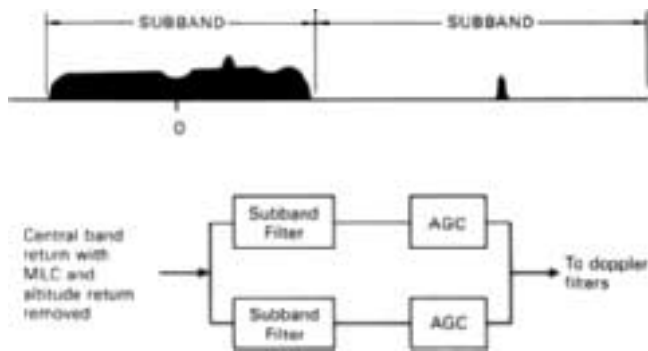 SUBBAND
SUBBAND
0
Central band
return with
MILC and
altitude return
removed
Subband
Filter
AGC
Subband
Filter
AGC
To doppler
filters